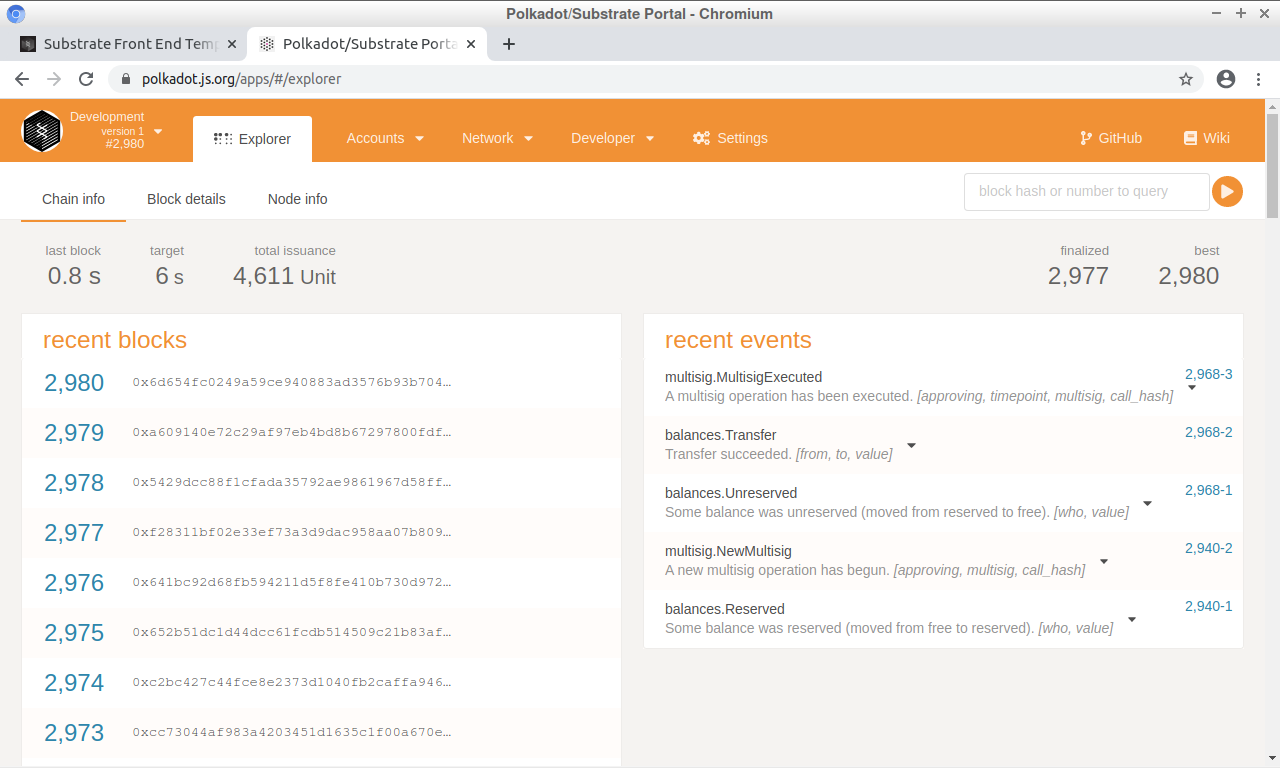 Polkadot/Substrate Portal - Chromium
Substrate Front End Temp
Polkadot/Substrate Porta
polkadot.js.org/apps/#/explorer
Development
version 1
#2,980
Explorer
Accounts
Network
Developer
Settings
GitHub
Wiki
Chain info
Block details
Node info
block hash or number to query
last block
0.8 s
target
6 s
total issuance
4,611 Unit
finalized
2,977
best
2,980
recent blocks
2,980 0x6d654fc0249a59ce940883ad3576b93b704…
2,979 0xa609140e72c29af97eb4bd8b67297800fdf…
2,978 0x5429dcc88f1cfada35792ae9861967d58ff…
2,977 0xf28311bf02e33ef73a3d9dac958aa07b809…
2,976 0x641bc92d68fb594211d5f8fe410b730d972…
2,975 0x652b51dc1d44dcc61fcdb514509c21b83af…
2,974 0xc2bc427c44fce8e2373d1040fb2caffa946…
2,973 0xcc73044af983a4203451d1635c1f00a670e…
recent events
multisig.MultisigExecuted 2,968-3
A multisig operation has been executed. [approving, timepoint, multisig, call_hash]
balances.Transfer 2,968-2
Transfer succeeded. [from, to, value]
balances.Unreserved 2,968-1
Some balance was unreserved (moved from reserved to free). [who, value]
multisig.NewMultisig 2,940-2
A new multisig operation has begun. [approving, multisig, call_hash]
balances.Reserved 2,940-1
Some balance was reserved (moved from free to reserved). [who, value]